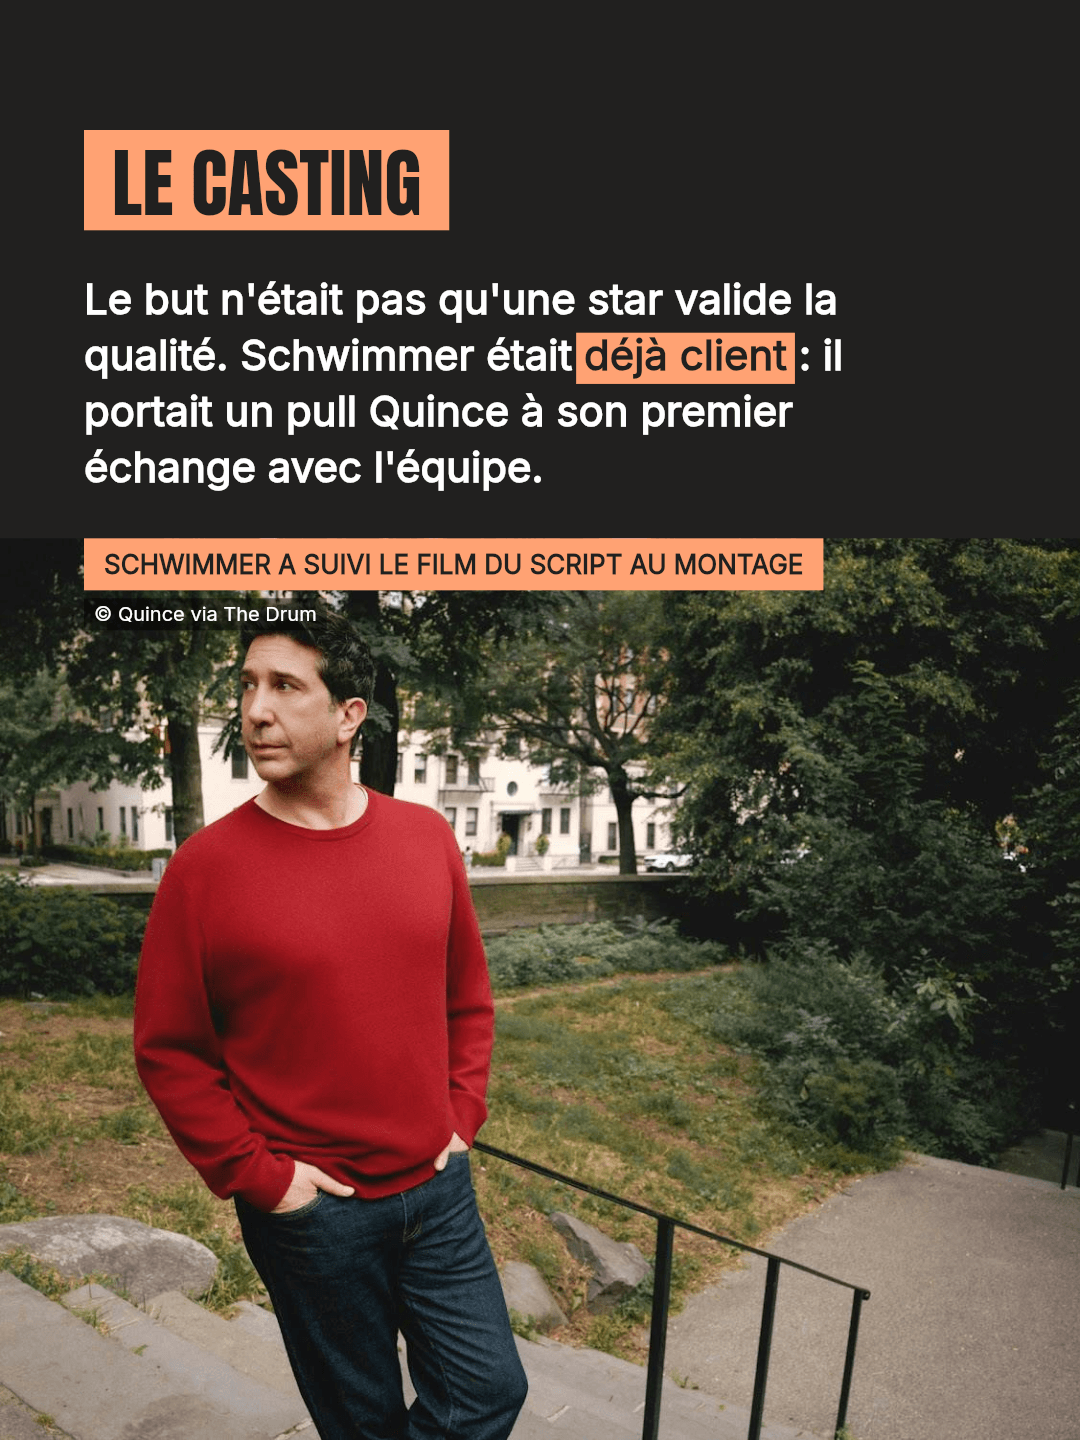 LE CASTING
Le but n'était pas qu'une star valide la
qualité. Schwimmer était déjà client : il
portait un pull Quince à son premier
échange avec l'équipe.
SCHWIMMER A SUIVI LE FILM DU SCRIPT AU MONTAGE
© Quince via The Drum